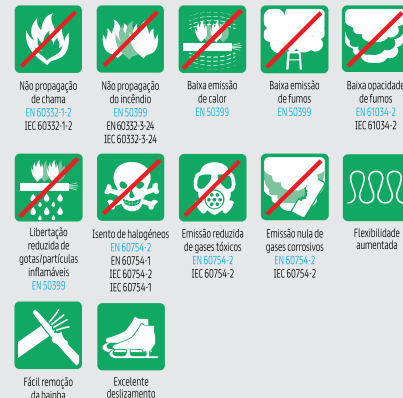 Não propagação
de chama
EN 60332-1-2
IEC 60332-1-2
Não propagação
do incêndio
EN 50399
EN 60332-3-24
IEC 60332-3-24
Baixa emissão
de calor
EN 50399
Baixa emissão
de fumos
EN 50399
Baixa opacidade
de fumos
EN 61034-2
IEC 61034-2
Libertação
reduzida de
gotas/partículas
inflamáveis
EN 50399
Isento de halogéneos
EN 60754-2
EN 60754-1
IEC 60754-2
IEC 60754-1
Emissão reduzida
de gases tóxicos
EN 60754-2
IEC 60754-2
Emissão nula de
gases corrosivos
EN 60754-2
IEC 60754-2
Flexibilidade
aumentada
Fácil remoção
da bainha
Excelente
deslizamento